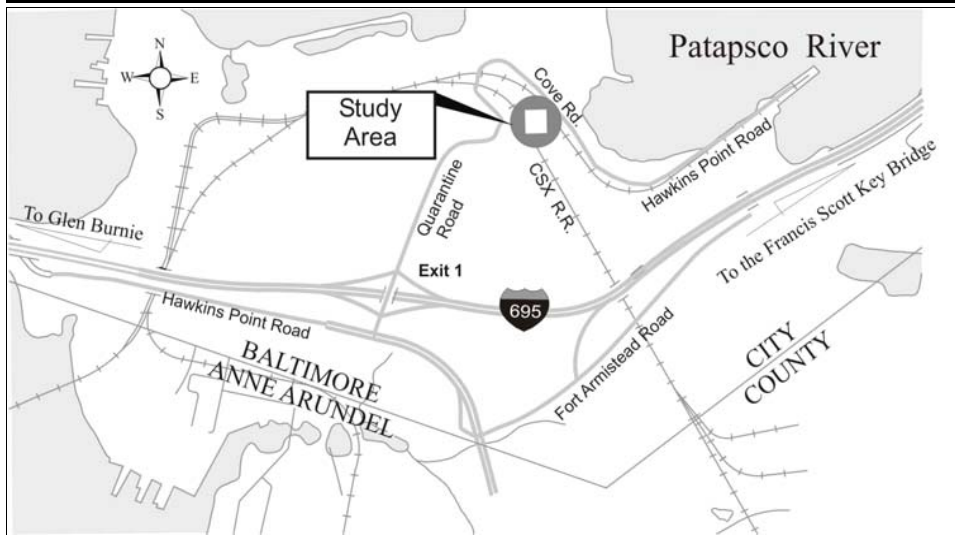 Patapsco River
N
W E
S
Study
Area
Cove Rd.
Hawkins Point Road
Quarantine
Road
CSX R.R.
To Glen Burnie
To the Francis Scott Key Bridge
Exit 1
695
Hawkins Point Road
BALTIMORE
ANNE ARUNDEL
Fort Armistead Road
CITY
COUNTY